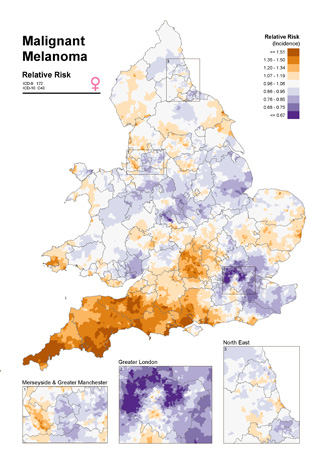 Malignant
Melanoma
Relative Risk
ICD-9 172
ICD-10 C43
♀
Relative Risk
(Incidence)
>= 1.51
1.35 - 1.50
1.20 - 1.34
1.07 - 1.19
0.96 - 1.06
0.86 - 0.95
0.76 - 0.85
0.68 - 0.75
<= 0.67
Merseyside & Greater Manchester
Greater London
North East